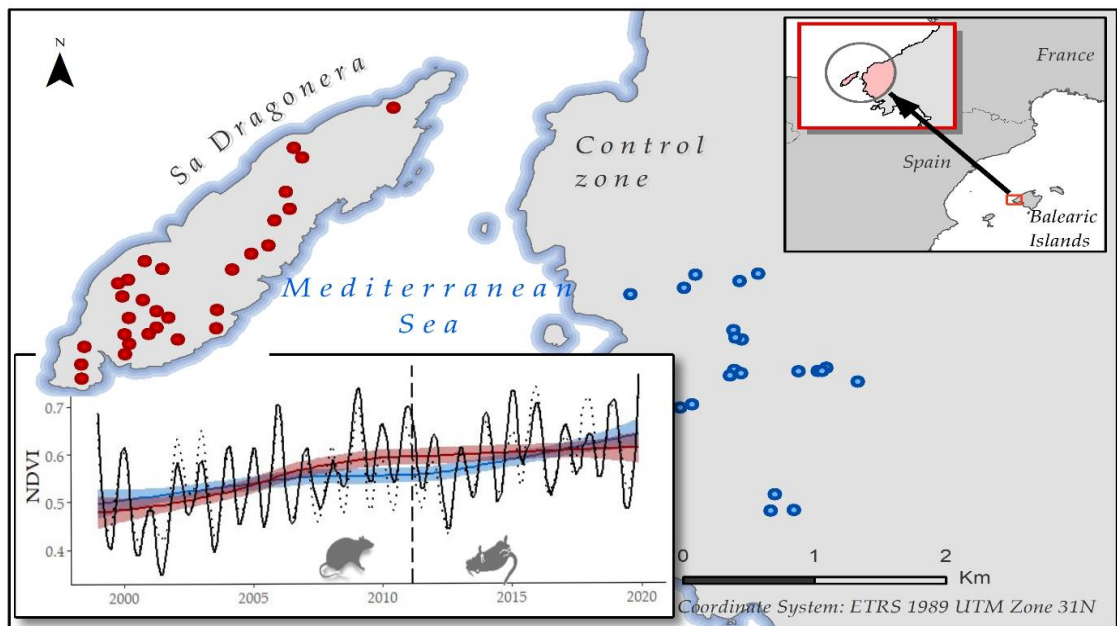 N
Sa Dragonera
Control
zone
Mediterranean
Sea
France
Spain
Balearic
Islands
NDVI
0.7
0.6
0.5
0.4
2000
2005
2010
2015
2020
0
1
2
Km
Coordinate System: ETRS 1989 UTM Zone 31N